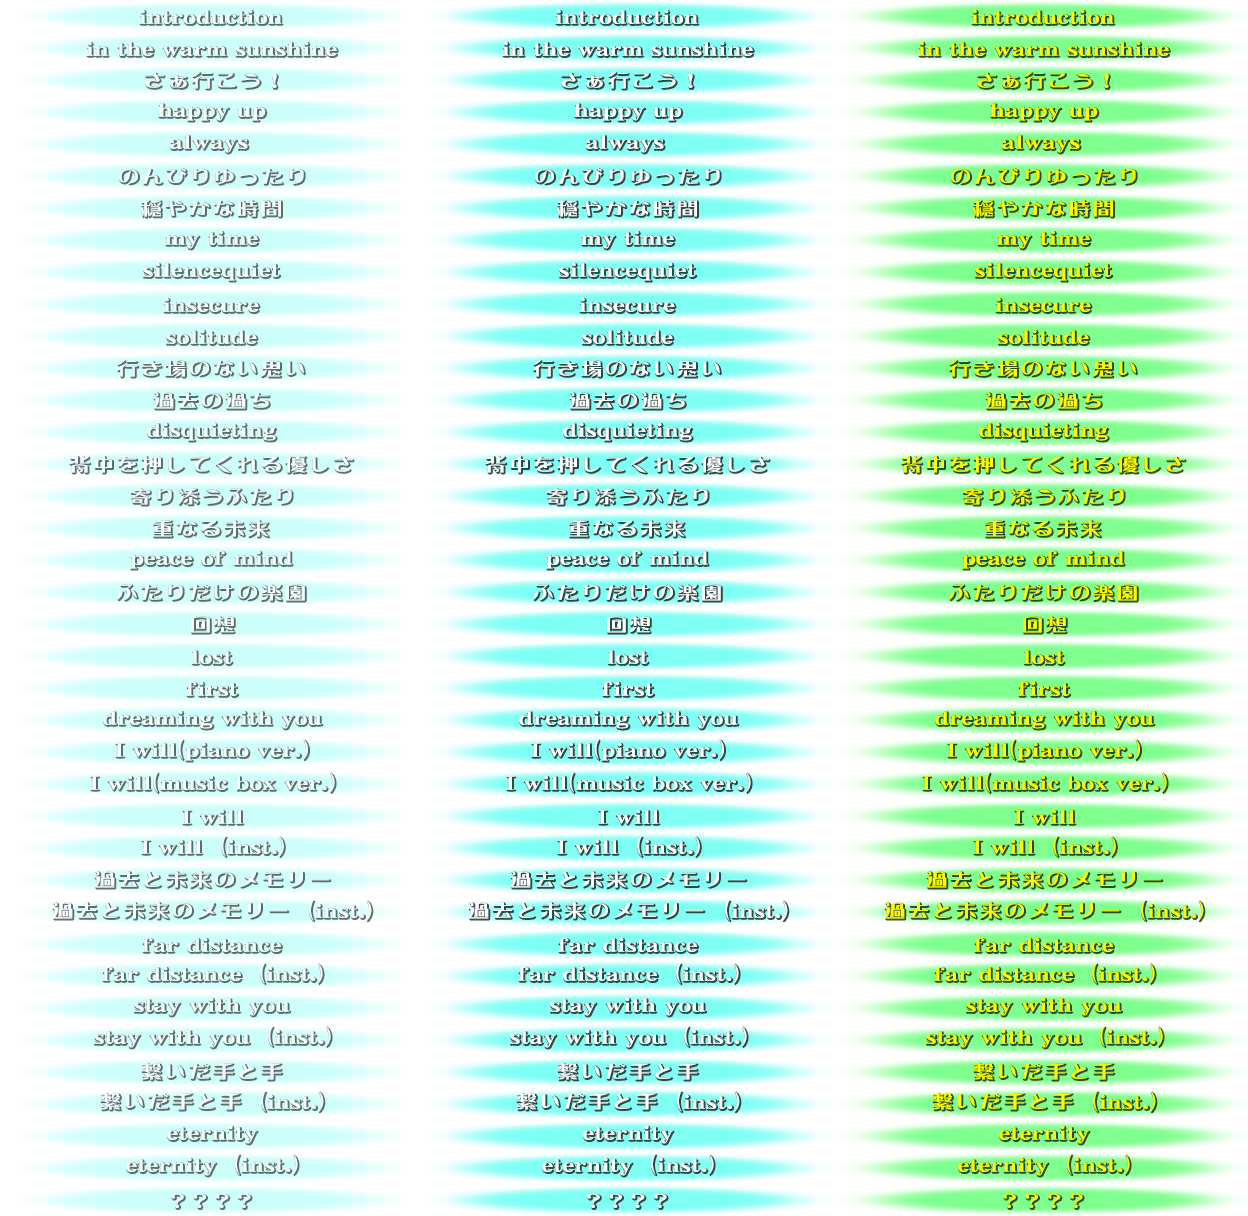 introduction introduction introduction
in the warm sunshine in the warm sunshine in the warm sunshine
さぁ行こう！ さぁ行こう！ さぁ行こう！
happy up happy up happy up
always always always
のんびりゆったり のんびりゆったり のんびりゆったり
穏やかな時間 穏やかな時間 穏やかな時間
my time my time my time
silencequiet silencequiet silencequiet
insecure insecure insecure
solitude solitude solitude
行き場のない思い 行き場のない思い 行き場のない思い
過去の過ち 過去の過ち 過去の過ち
disquieting disquieting disquieting
背中を押してくれる優しさ 背中を押してくれる優しさ 背中を押してくれる優しさ
寄り添うふたり 寄り添うふたり 寄り添うふたり
重なる未来 重なる未来 重なる未来
peace of mind peace of mind peace of mind
ふたりだけの楽園 ふたりだけの楽園 ふたりだけの楽園
回想 回想 回想
lost lost lost
first first first
dreaming with you dreaming with you dreaming with you
I will(piano ver.) I will(piano ver.) I will(piano ver.)
I will(music box ver.) I will(music box ver.) I will(music box ver.)
I will I will I will
I will (inst.) I will (inst.) I will (inst.)
過去と未来のメモリー 過去と未来のメモリー 過去と未来のメモリー
過去と未来のメモリー (inst.) 過去と未来のメモリー (inst.) 過去と未来のメモリー (inst.)
far distance far distance far distance
far distance (inst.) far distance (inst.) far distance (inst.)
stay with you stay with you stay with you
stay with you (inst.) stay with you (inst.) stay with you (inst.)
繋いだ手と手 繋いだ手と手 繋いだ手と手
繋いだ手と手 (inst.) 繋いだ手と手 (inst.) 繋いだ手と手 (inst.)
eternity eternity eternity
eternity (inst.) eternity (inst.) eternity (inst.)
？？？？ ？？？？ ？？？？